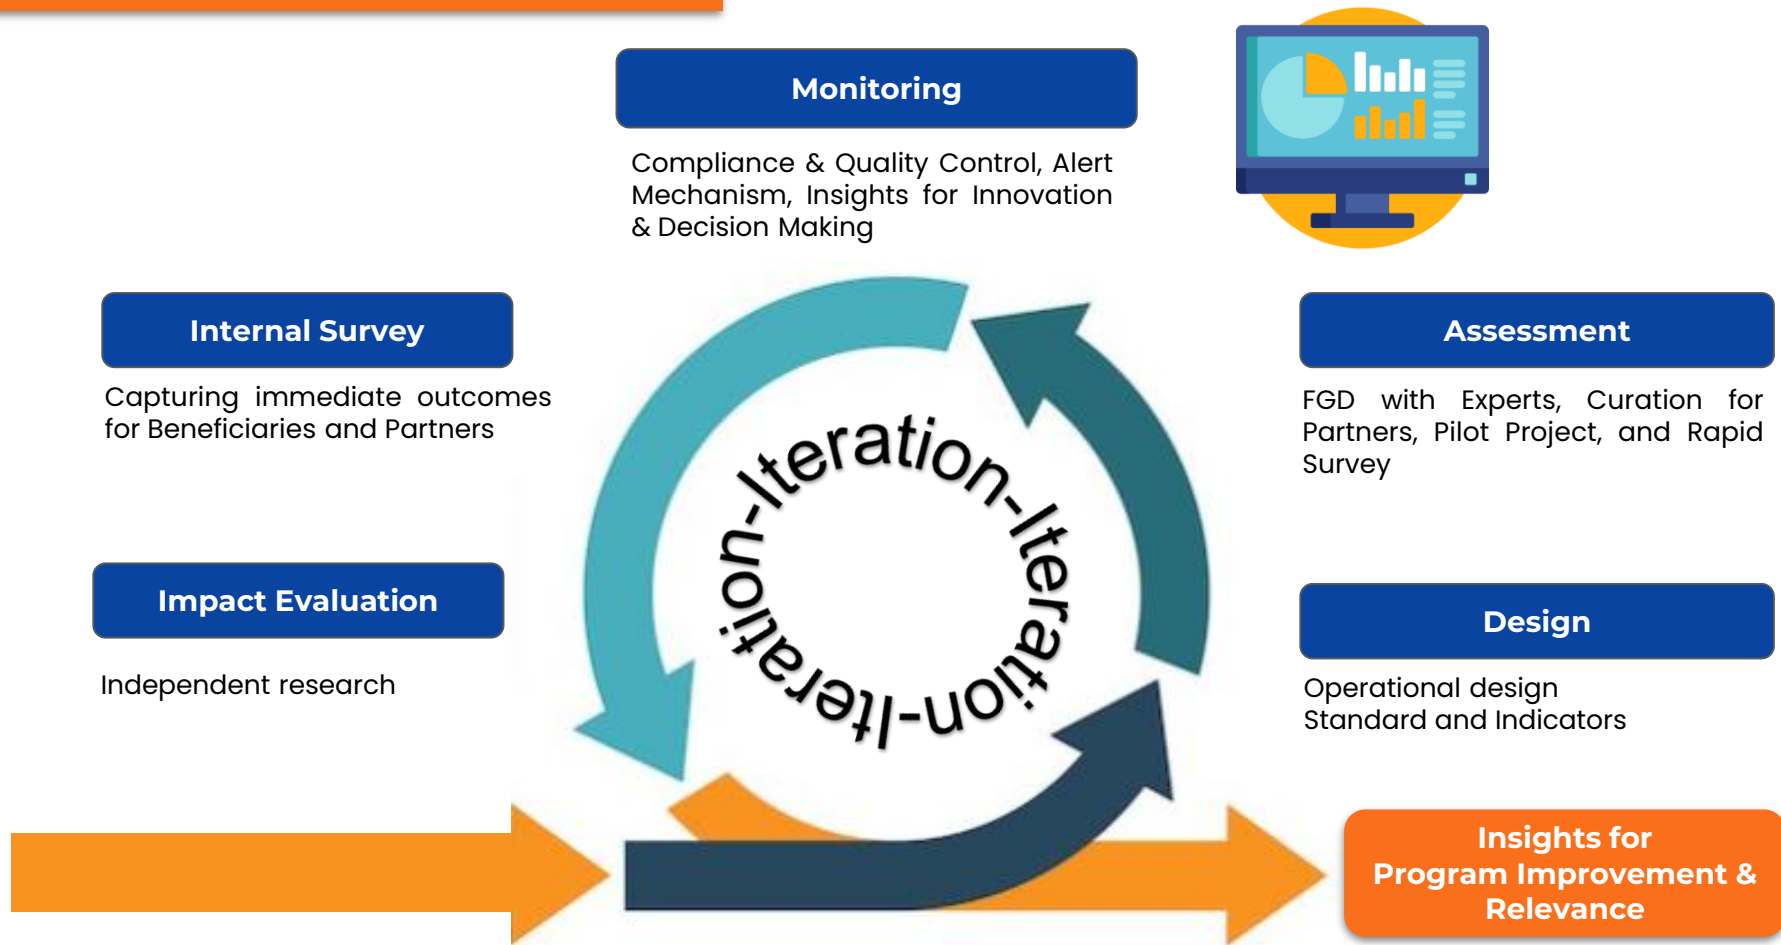 Monitoring
Compliance & Quality Control, Alert
Mechanism, Insights for Innovation
& Decision Making
Internal Survey
Capturing immediate outcomes
for Beneficiaries and Partners
Assessment
FGD with Experts, Curation for
Partners, Pilot Project, and Rapid
Survey
-Iteration-Iteration-Iteration
Impact Evaluation
Independent research
Design
Operational design
Standard and Indicators
Insights for
Program Improvement &
Relevance